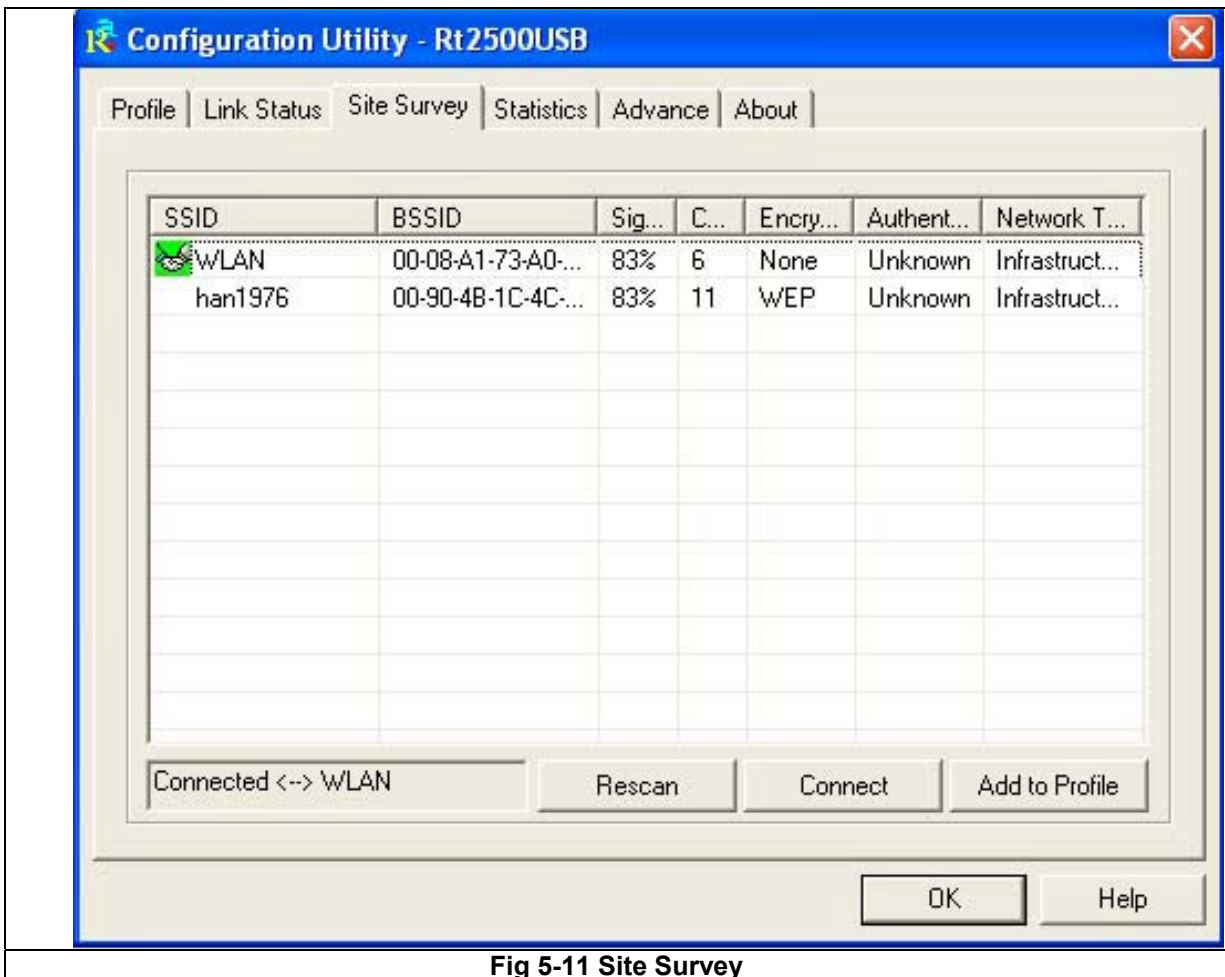 Configuration Utility - Rt2500USB
Profile Link Status Site Survey Statistics Advance About
SSID BSSID Sig... C... Encry... Authent... Network T...
WLAN 00-08-A1-73-A0-... 83% 6 None Unknown Infrastruct...
han1976 00-90-4B-1C-4C-... 83% 11 WEP Unknown Infrastruct...
Connected <--> WLAN Rescan Connect Add to Profile
OK Help
Fig 5-11 Site Survey